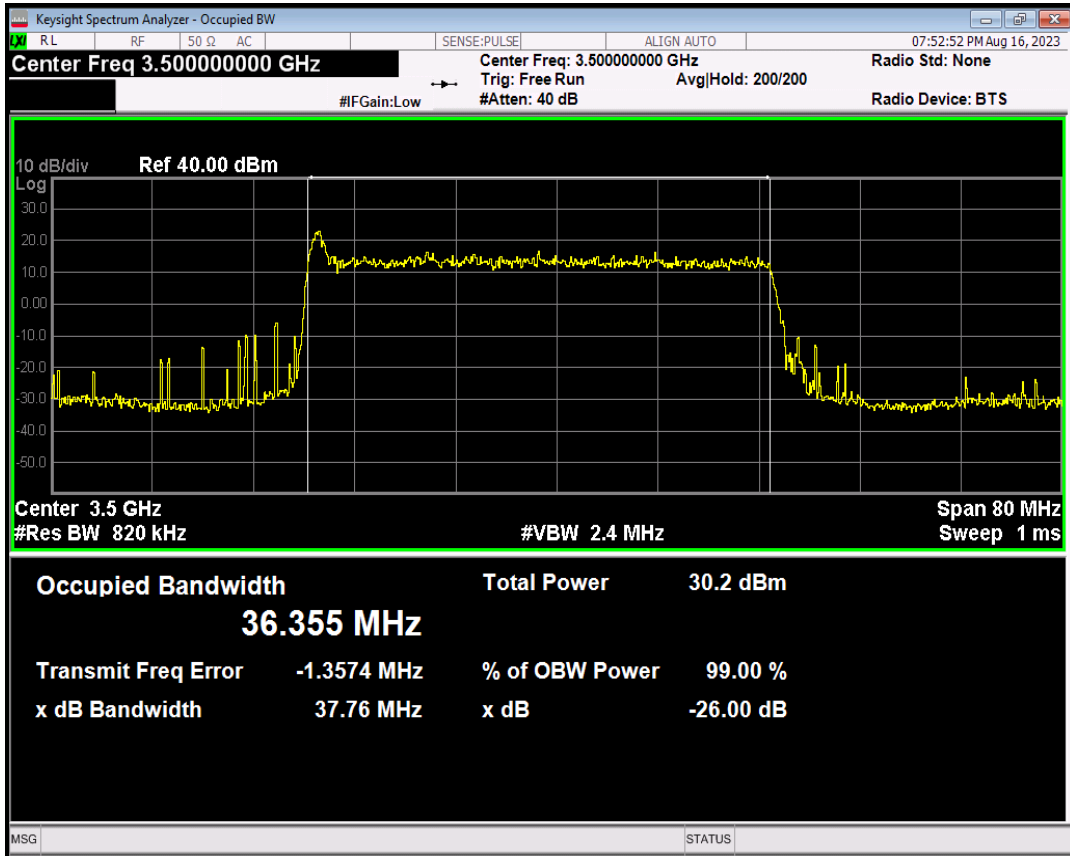 Keysight Spectrum Analyzer - Occupied BW
LXI RL RF 50 Ω AC SENSE:PULSE ALIGN AUTO 07:52:52 PM Aug 16, 2023
Center Freq 3.500000000 GHz Center Freq: 3.500000000 GHz Radio Std: None
Trig: Free Run Avg|Hold: 200/200
#IFGain:Low #Atten: 40 dB Radio Device: BTS
10 dB/div Ref 40.00 dBm
Log
30.0
20.0
10.0
0.00
-10.0
-20.0
-30.0
-40.0
-50.0
Center 3.5 GHz Span 80 MHz
#Res BW 820 kHz #VBW 2.4 MHz Sweep 1 ms
Occupied Bandwidth Total Power 30.2 dBm
36.355 MHz
Transmit Freq Error -1.3574 MHz % of OBW Power 99.00 %
x dB Bandwidth 37.76 MHz x dB -26.00 dB
MSG STATUS